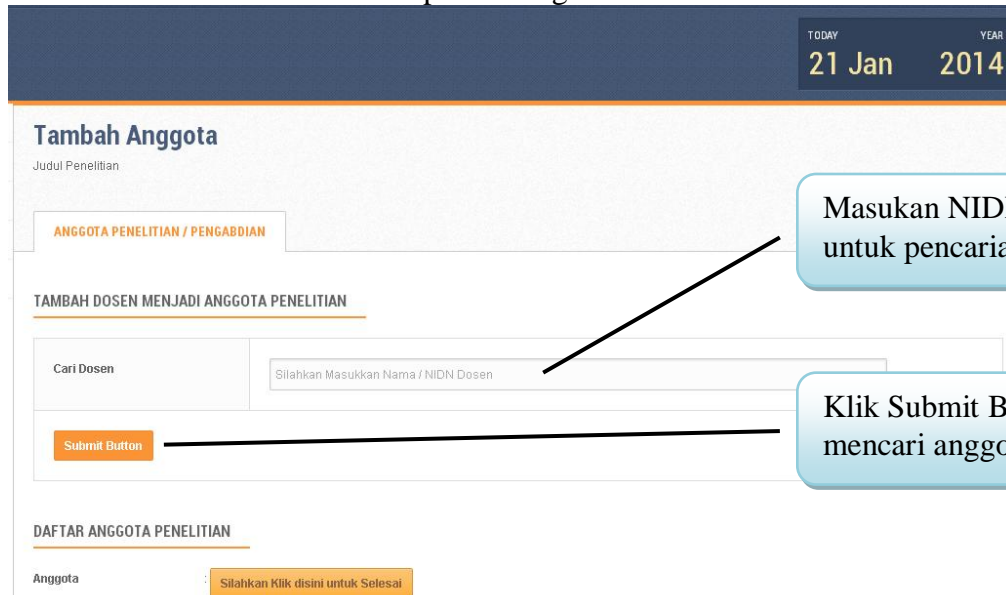 TODAY YEAR
21 Jan 2014
Tambah Anggota
Judul Penelitian
ANGGOTA PENELITIAN / PENGABDIAN
Masukan
untuk
TAMBAH DOSEN MENJADI ANGGOTA PENELITIAN
Cari Dosen
Silahkan Masukkan Nama / NIDN Dosen
Klik Submit
mencari
Submit Button
DAFTAR ANGGOTA PENELITIAN
Anggota : Silahkan Klik disini untuk Selesai